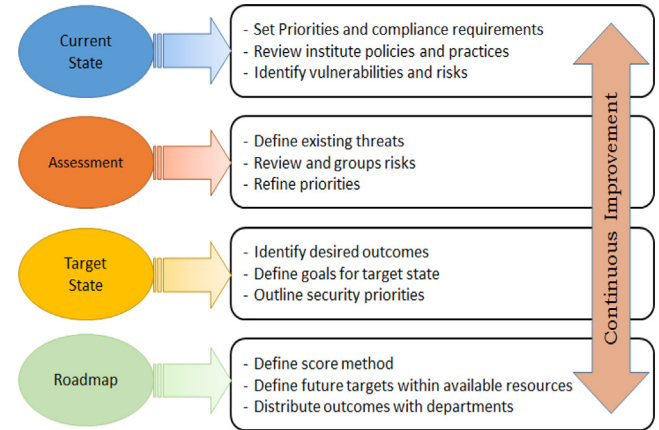 Current
State
- Set Priorities and compliance requirements
- Review institute policies and practices
- Identify vulnerabilities and risks
Assessment
- Define existing threats
- Review and groups risks
- Refine priorities
Target
State
- Identify desired outcomes
- Define goals for target state
- Outline security priorities
Roadmap
- Define score method
- Define future targets within available resources
- Distribute outcomes with departments
Continuous Improvement